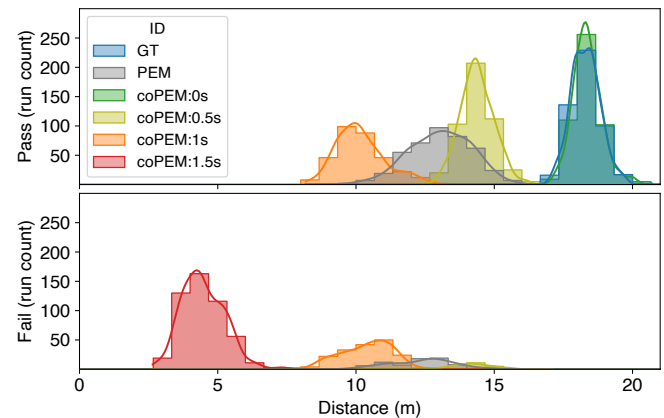 ID
GT
PEM
coPEM:0s
coPEM:0.5s
coPEM:1s
coPEM:1.5s
Pass (run count)
250
200
150
100
50
Fail (run count)
250
200
150
100
50
0 5 10 15 20
Distance (m)